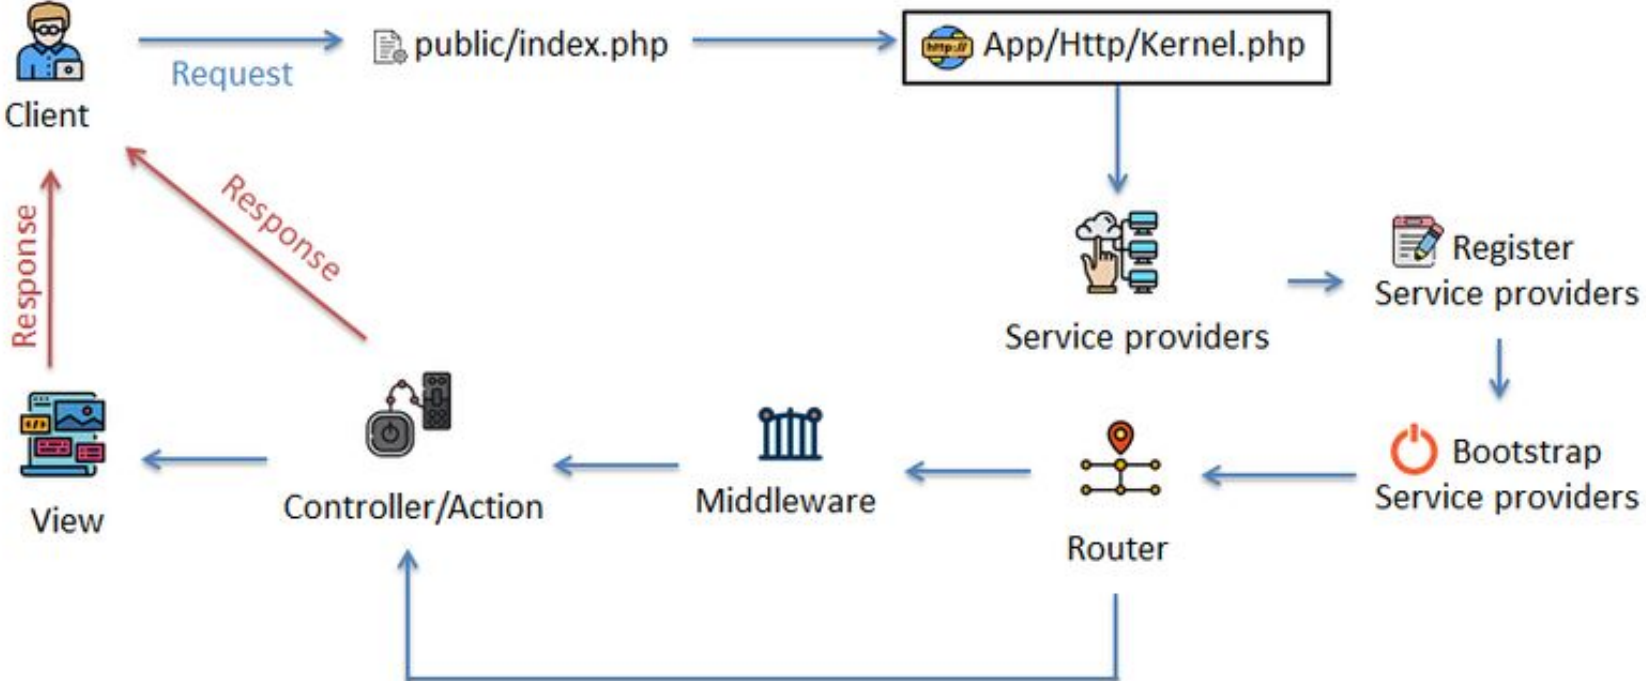 public/index.php
http://
App/Http/Kernel.php
Request
Client
Response
Response
Register
Service providers
Service providers
Bootstrap
Service providers
Controller/Action
Middleware
View
Router